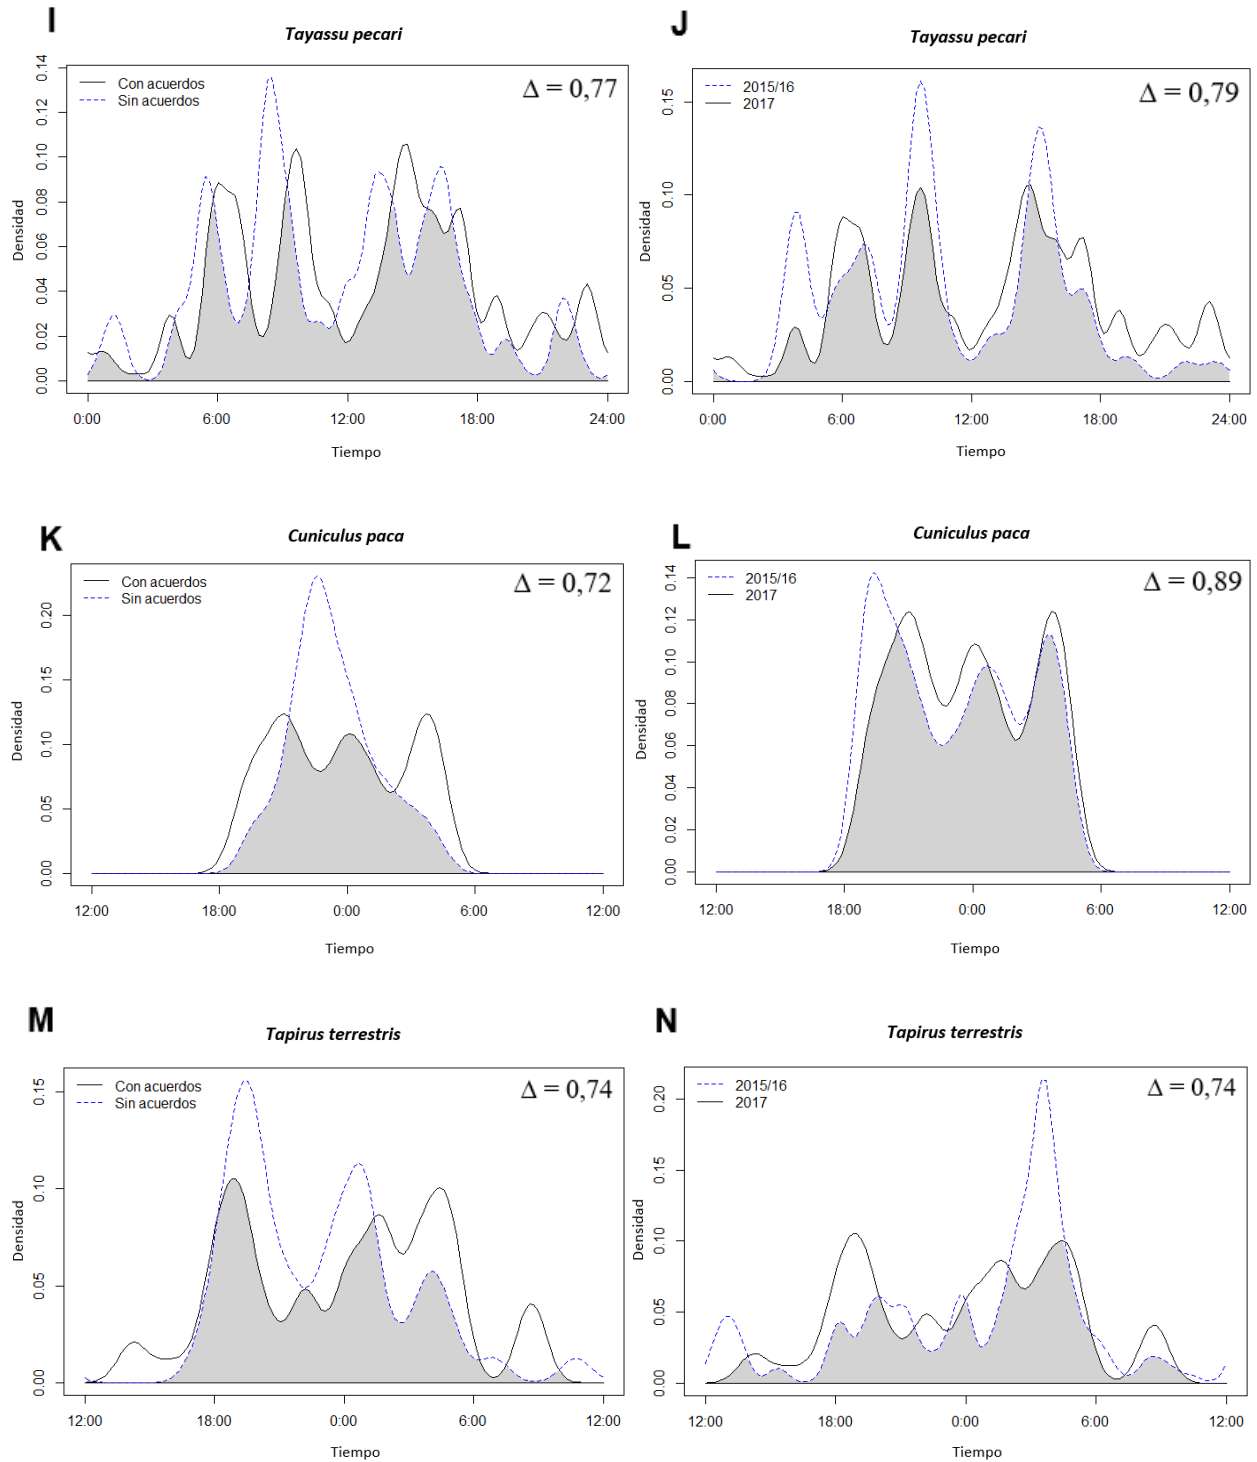 I
Tayassu pecari
Con acuerdos
Sin acuerdos
Δ = 0,77
Densidad
0.00 0.02 0.04 0.06 0.08 0.10 0.12 0.14
0:00 6:00 12:00 18:00 24:00
Tiempo
J
Tayassu pecari
2015/16
2017
Δ = 0,79
Densidad
0.00 0.05 0.10 0.15
0:00 6:00 12:00 18:00 24:00
Tiempo
K
Cuniculus paca
Con acuerdos
Sin acuerdos
Δ = 0,72
Densidad
0.00 0.05 0.10 0.15 0.20
12:00 18:00 0:00 6:00 12:00
Tiempo
L
Cuniculus paca
2015/16
2017
Δ = 0,89
Densidad
0.00 0.02 0.04 0.06 0.08 0.10 0.12 0.14
12:00 18:00 0:00 6:00 12:00
Tiempo
M
Tapirus terrestris
Con acuerdos
Sin acuerdos
Δ = 0,74
Densidad
0.00 0.05 0.10 0.15
12:00 18:00 0:00 6:00 12:00
Tiempo
N
Tapirus terrestris
2015/16
2017
Δ = 0,74
Densidad
0.00 0.05 0.10 0.15 0.20
12:00 18:00 0:00 6:00 12:00
Tiempo